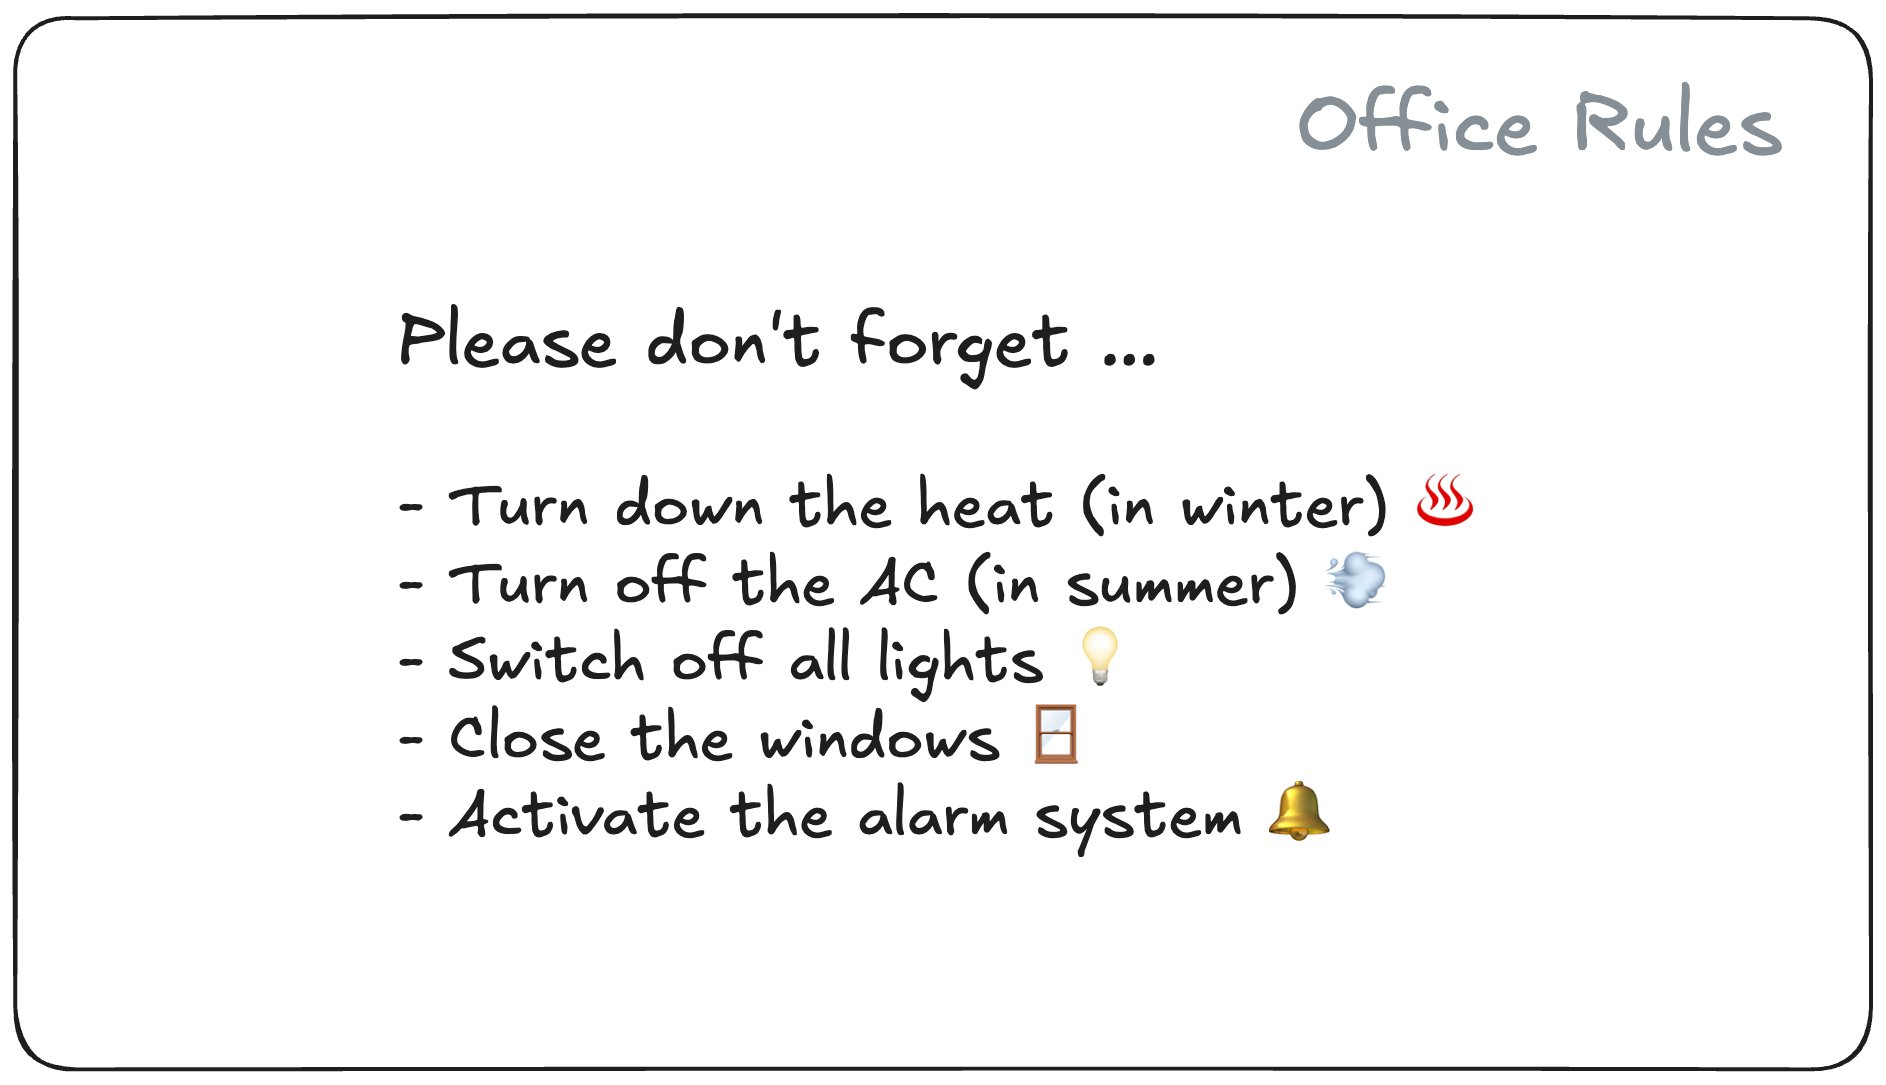 Office Rules
Please don't forget ...
- Turn down the heat (in winter) ♨️
- Turn off the AC (in summer) 💨
- Switch off all lights 💡
- Close the windows 🪟
- Activate the alarm system 🔔